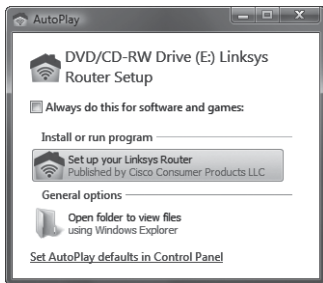 AutoPlay
DVD/CD-RW Drive (E:) Linksys
Router Setup
Always do this for software and games:
Install or run program
Set up your Linksys Router
Published by Cisco Consumer Products LLC
General options
Open folder to view files
using Windows Explorer
Set AutoPlay defaults in Control Panel